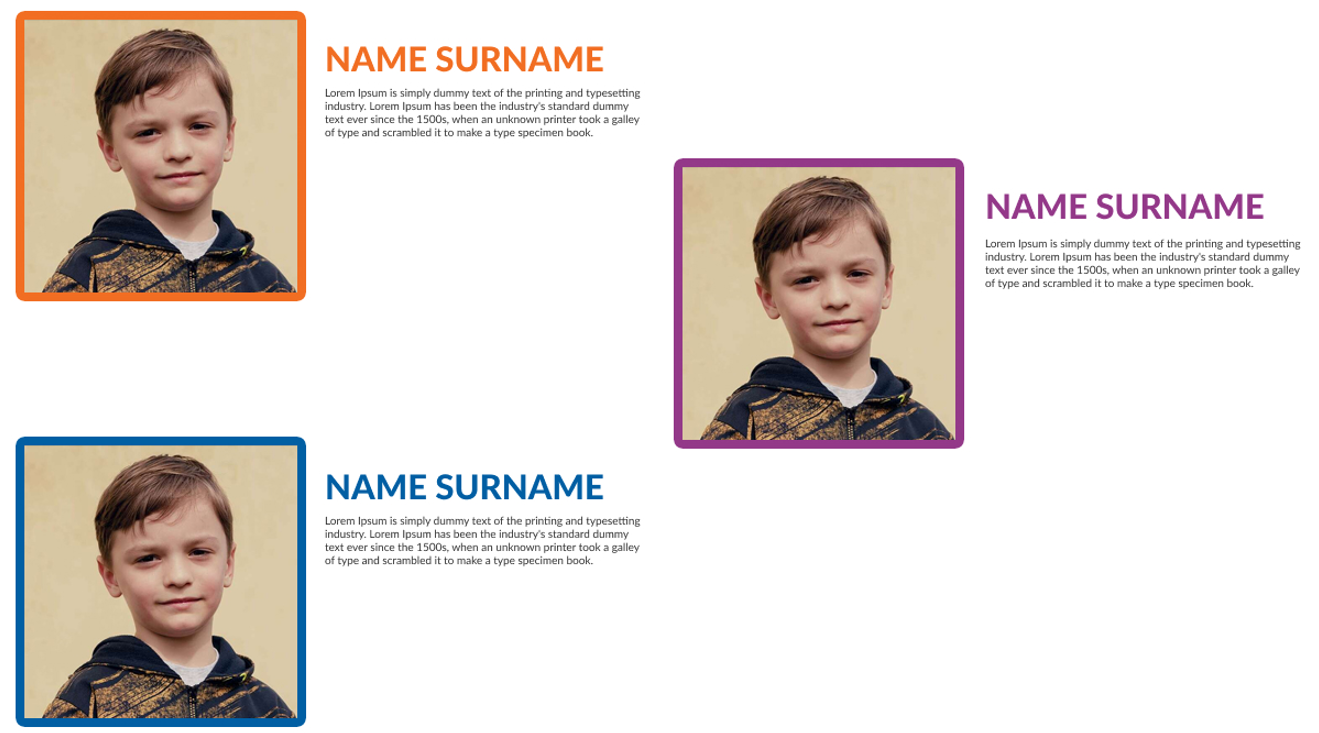 NAME SURNAME
Lorem Ipsum is simply dummy text of the printing and typesetting
industry. Lorem Ipsum has been the industry's standard dummy
text ever since the 1500s, when an unknown printer took a galley
of type and scrambled it to make a type specimen book.
NAME SURNAME
Lorem Ipsum is simply dummy text of the printing and typesetting
industry. Lorem Ipsum has been the industry's standard dummy
text ever since the 1500s, when an unknown printer took a galley
of type and scrambled it to make a type specimen book.
NAME SURNAME
Lorem Ipsum is simply dummy text of the printing and typesetting
industry. Lorem Ipsum has been the industry's standard dummy
text ever since the 1500s, when an unknown printer took a galley
of type and scrambled it to make a type specimen book.